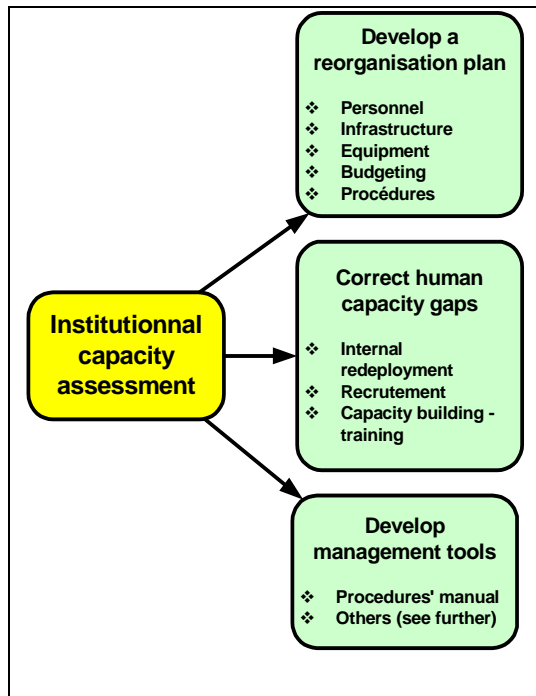 Develop a
reorganisation plan
❖ Personnel
❖ Infrastructure
❖ Equipment
❖ Budgeting
❖ Procédures
Institutionnal
capacity
assessment
Correct human
capacity gaps
❖ Internal
redeployment
❖ Recrutement
❖ Capacity building -
training
Develop
management tools
❖ Procedures' manual
❖ Others (see further)